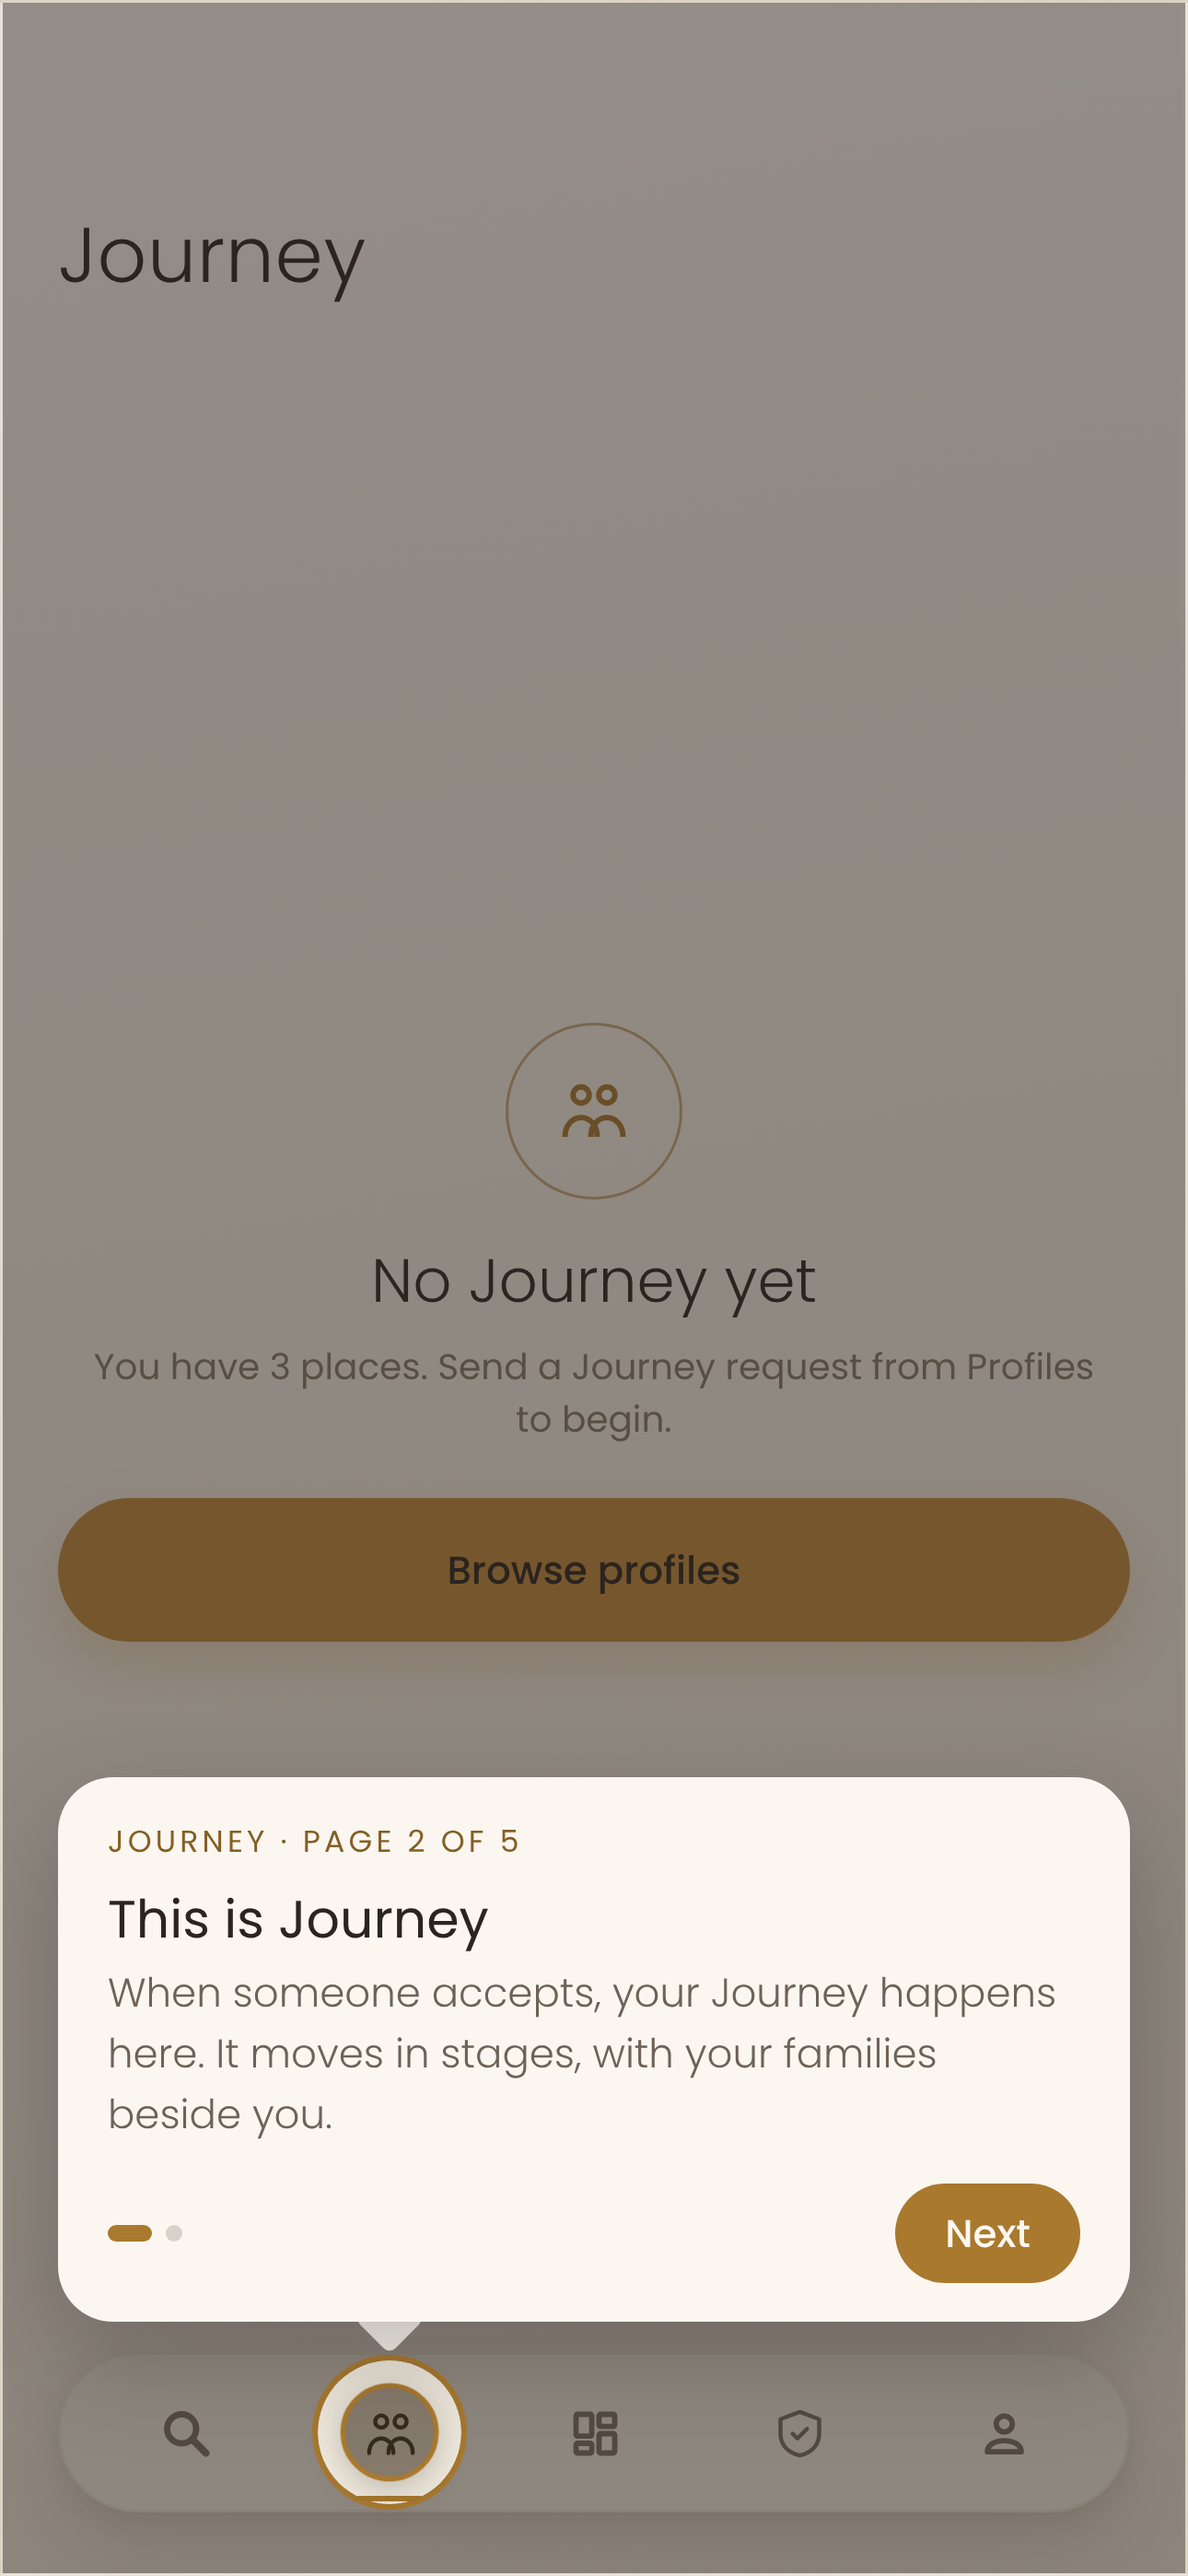 Journey
No Journey yet
You have 3 places. Send a Journey request from Profiles
to begin.
Browse profiles
JOURNEY · PAGE 2 OF 5
This is Journey
When someone accepts, your Journey happens
here. It moves in stages, with your families
beside you.
Next